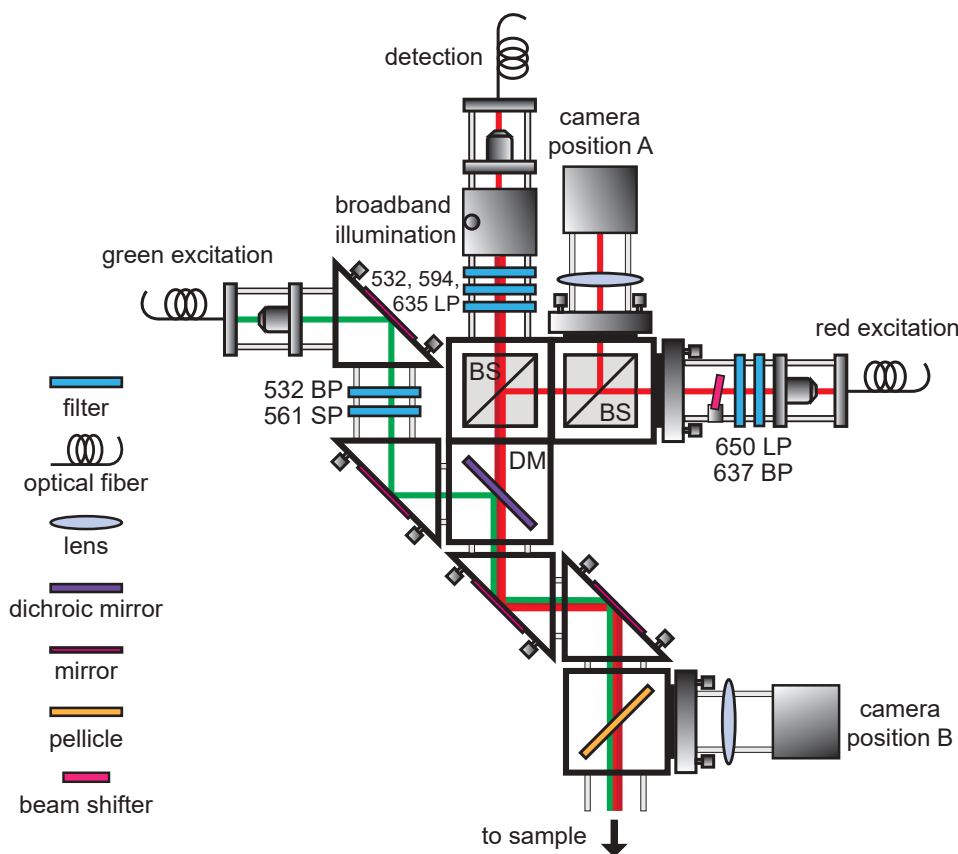 detection
camera
position A
broadband
illumination
green excitation
532, 594,
635 LP
red excitation
BS
BS
532 BP
561 SP
650 LP
637 BP
DM
filter
optical fiber
lens
dichroic mirror
mirror
pellicle
beam shifter
camera
position B
to sample